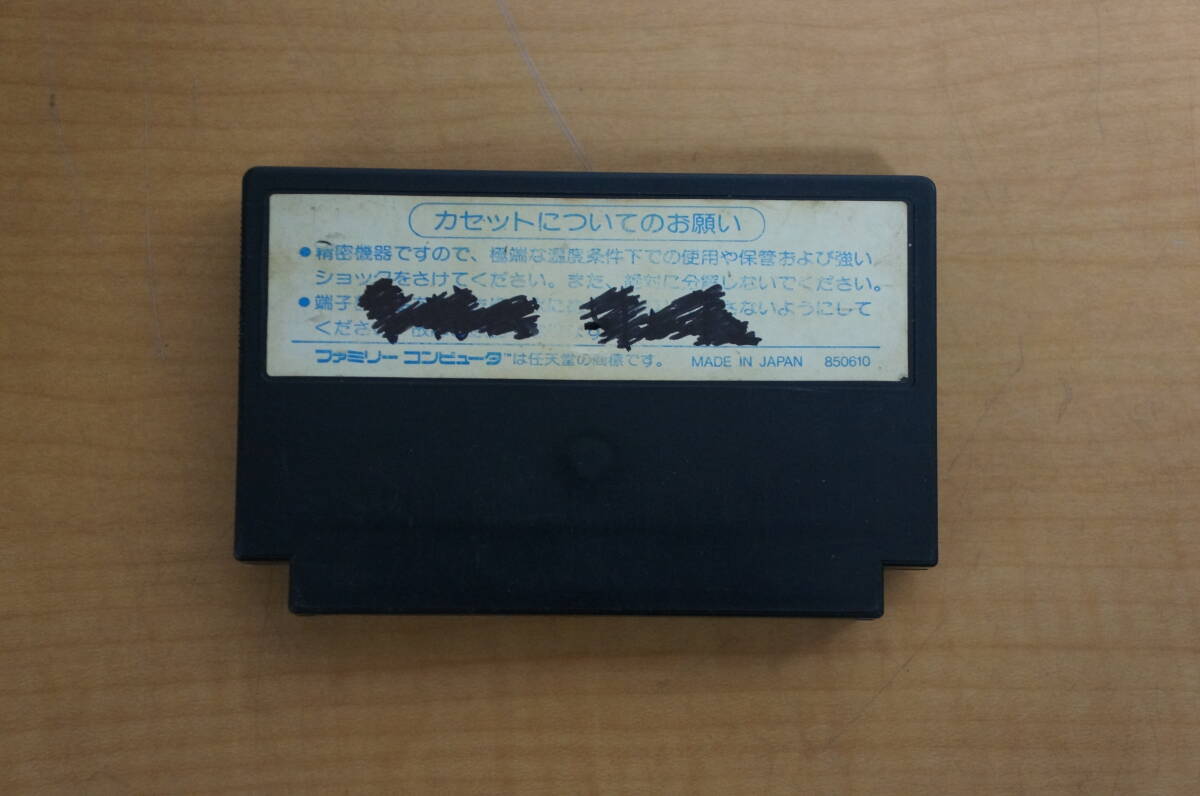 カセットについてのお願い
●精密機器ですので、極端な温度条件下での使用や保管および強い
ショックをさけてください。また、絶対に分解しないでください。
●端子 らないようにして
くださ
ファミリーコンピュータ™は任天堂の商標です。 MADE IN JAPAN 850610